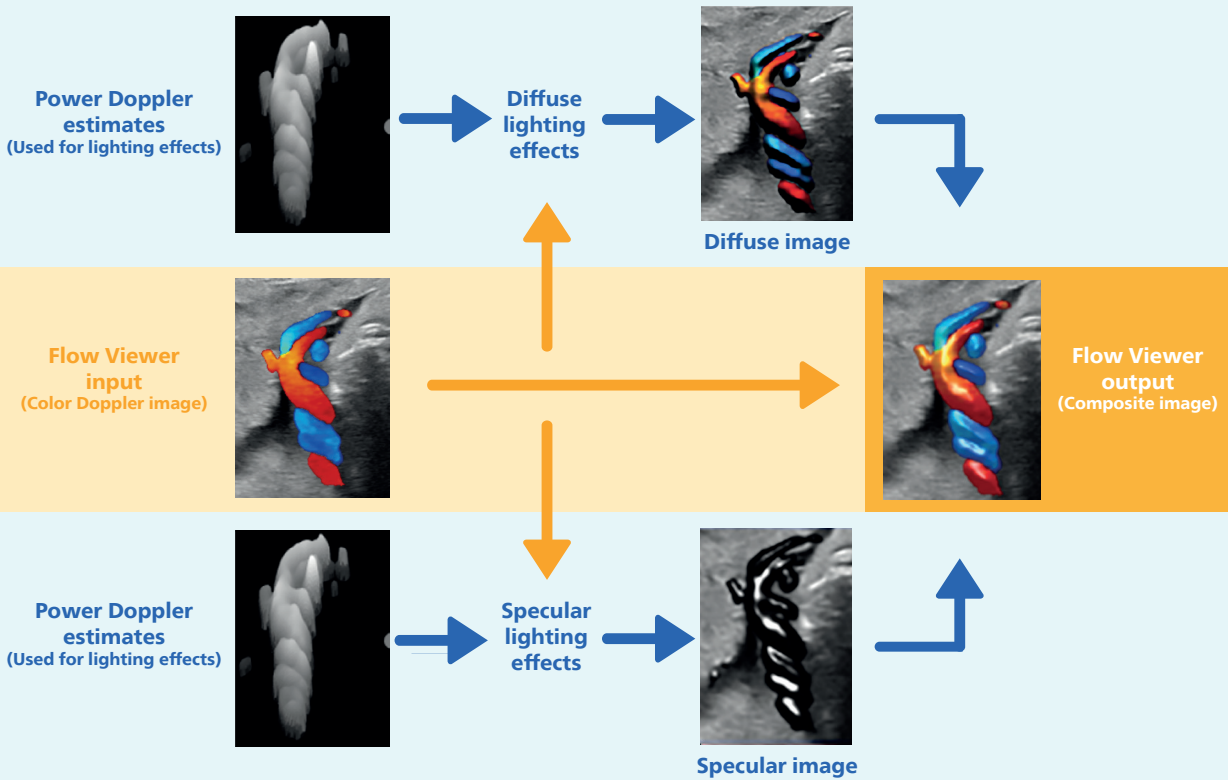 Power Doppler
estimates
(Used for lighting effects)
Diffuse
lighting
effects
Diffuse image
Flow Viewer
input
(Color Doppler image)
Flow Viewer
output
(Composite image)
Power Doppler
estimates
(Used for lighting effects)
Specular
lighting
effects
Specular image